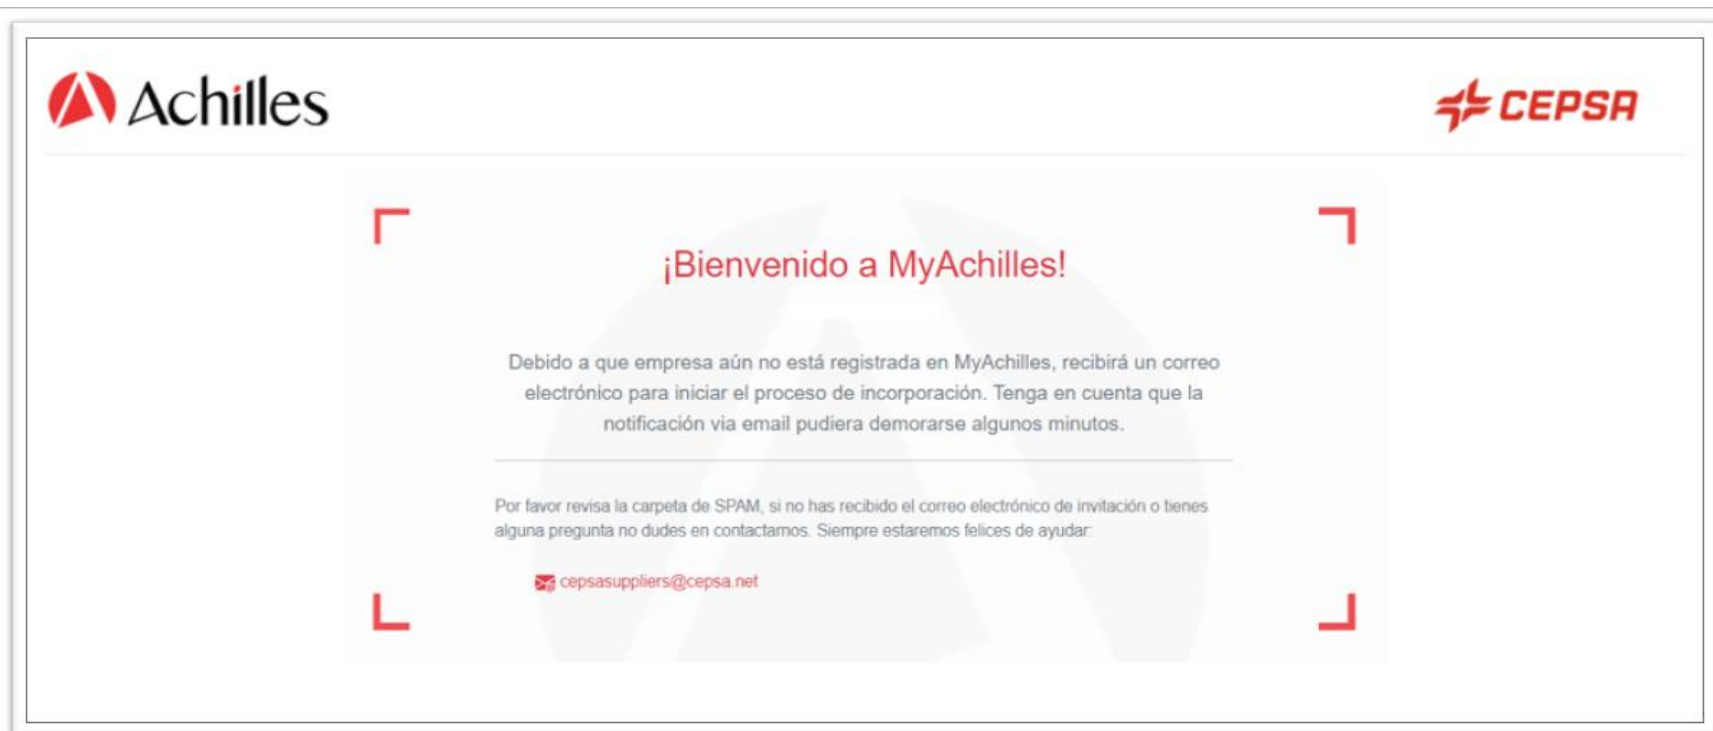 Achilles
CEPSA
¡Bienvenido a MyAchilles!
Debido a que empresa aún no está registrada en MyAchilles, recibirá un correo
electrónico para iniciar el proceso de incorporación. Tenga en cuenta que la
notificación via email pudiera demorarse algunos minutos.
Por favor revisa la carpeta de SPAM, si no has recibido el correo electrónico de invitación o tienes
alguna pregunta no dudes en contactarnos. Siempre estaremos felices de ayudar:
cepsasuppliers@cepsa.net